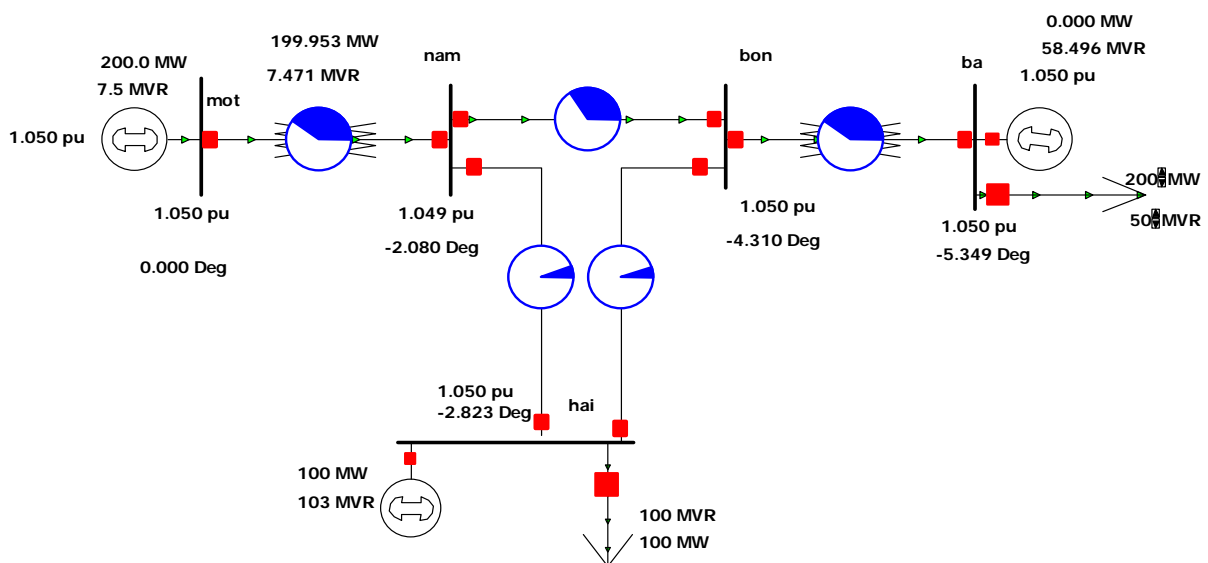 200.0 MW
7.5 MVR
1.050 pu
mot
1.050 pu
0.000 Deg
199.953 MW
7.471 MVR
nam
1.049 pu
-2.080 Deg
bon
1.050 pu
-4.310 Deg
ba
0.000 MW
58.496 MVR
1.050 pu
200 MW
50 MVR
1.050 pu
-5.349 Deg
1.050 pu
-2.823 Deg
hai
100 MW
103 MVR
100 MVR
100 MW